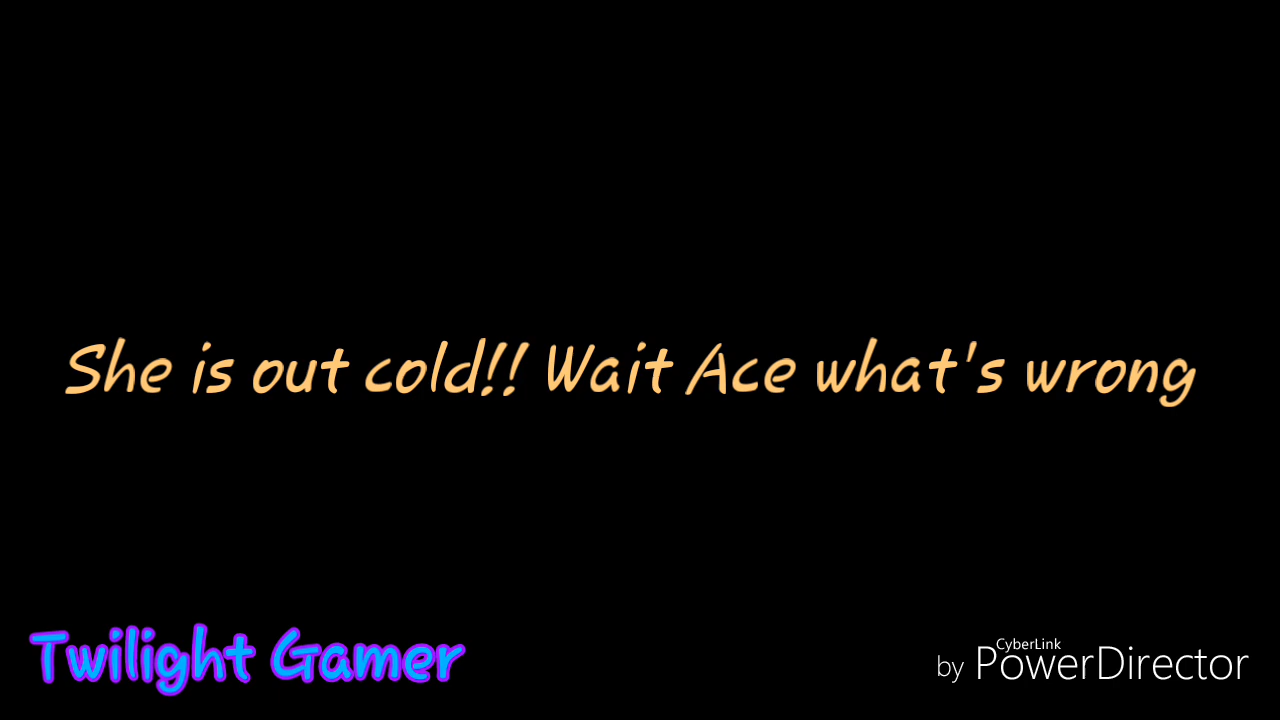 She is out cold!! Wait Ace what's wrong
Twilight Gamer
by CyberLink PowerDirector